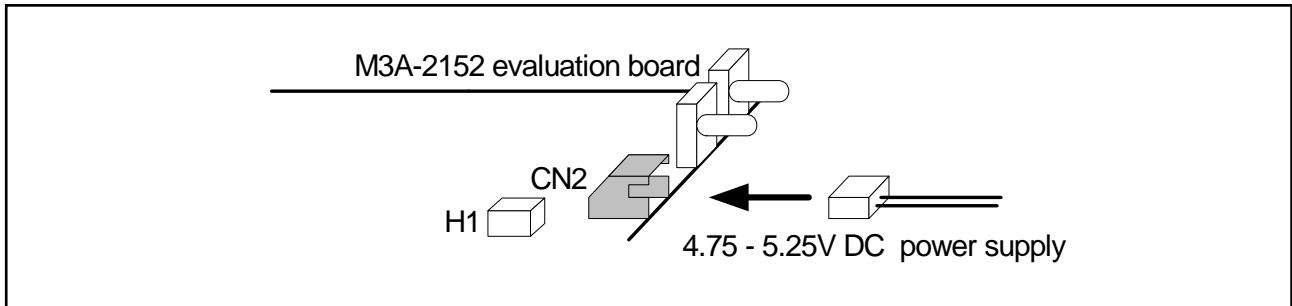 M3A-2152 evaluation board
CN2
H1
4.75 - 5.25V DC power supply